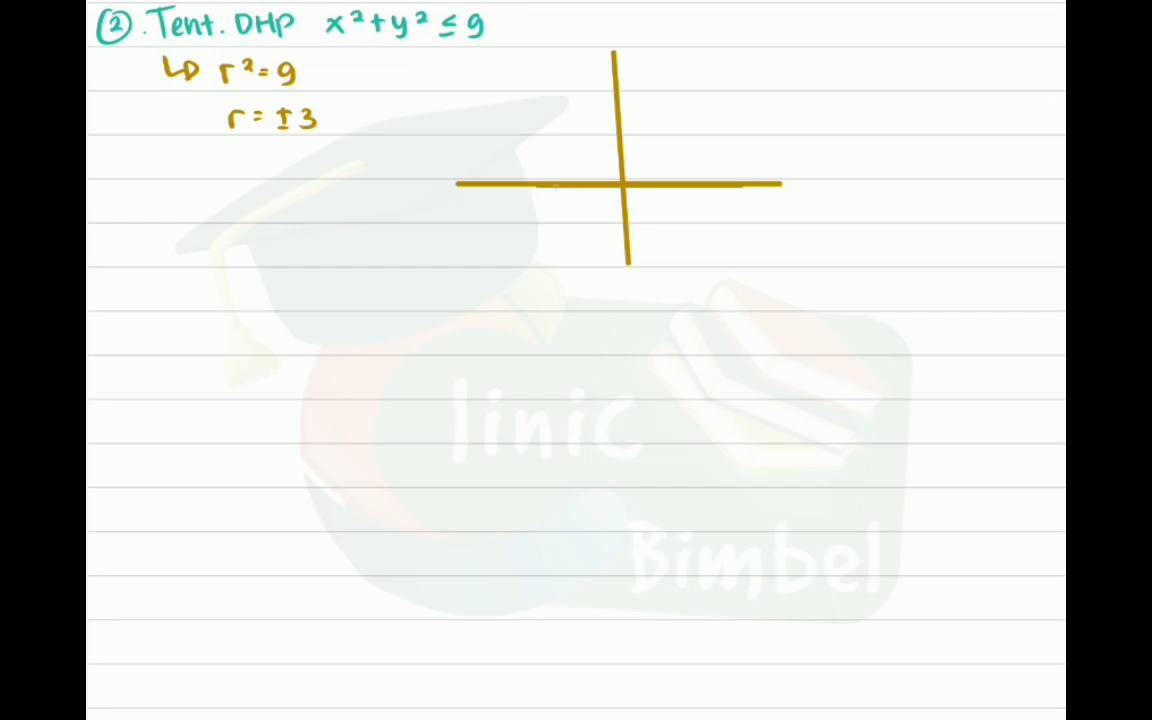 ② . Tent. DHP x² + y² ≤ 9
↳ r² = 9
r = ± 3
linic
Bimbel